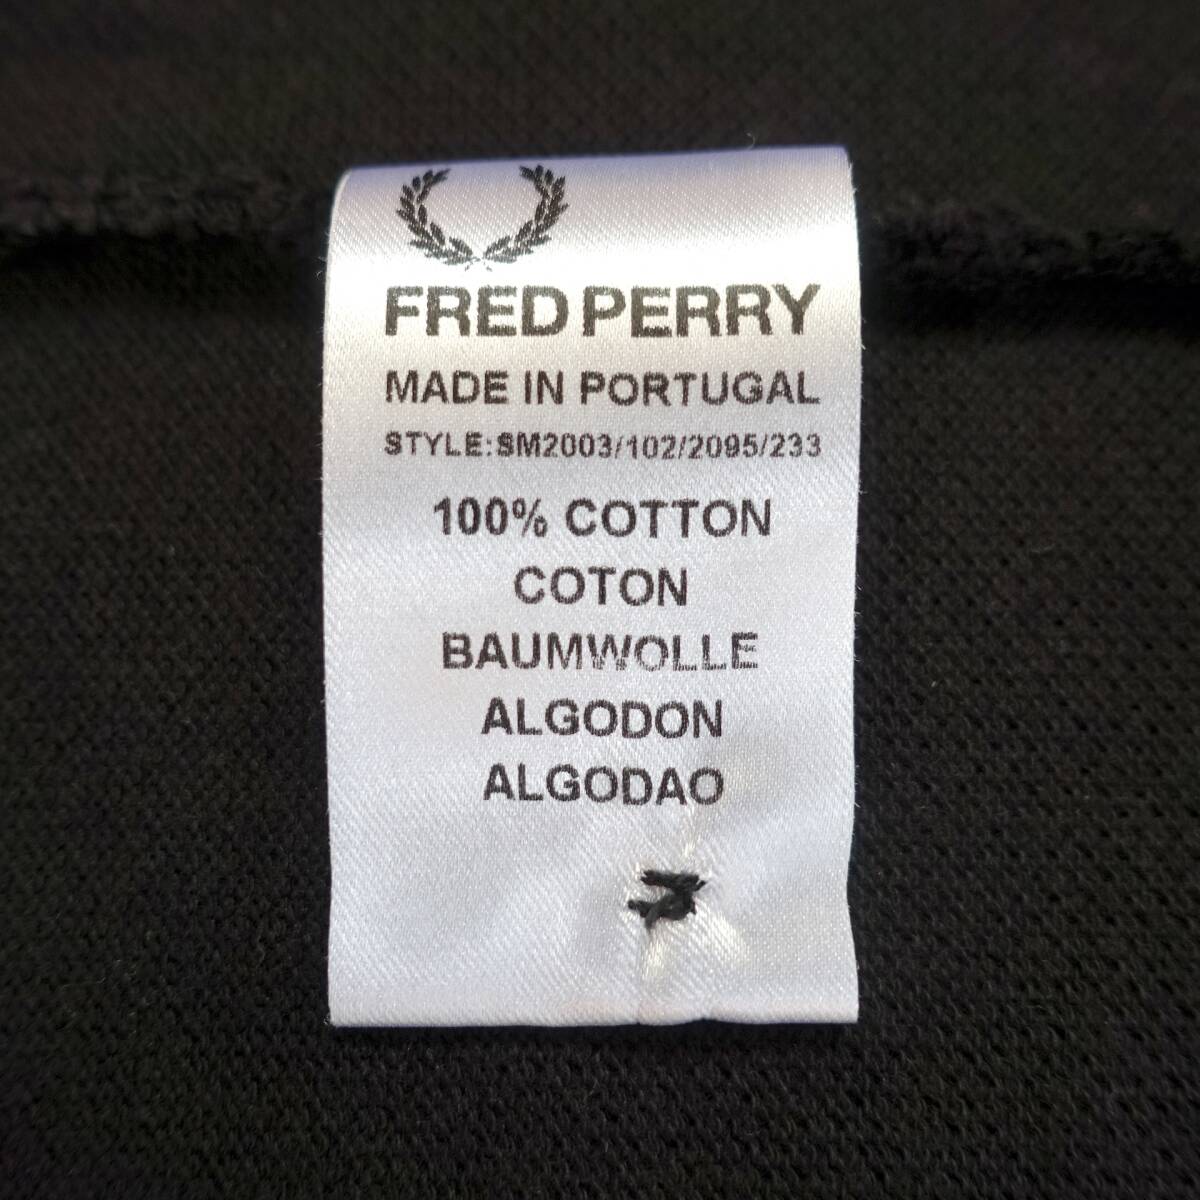 FRED PERRY
MADE IN PORTUGAL
STYLE:SM2003/102/2095/233
100% COTTON
COTON
BAUMWOLLE
ALGODON
ALGODAO